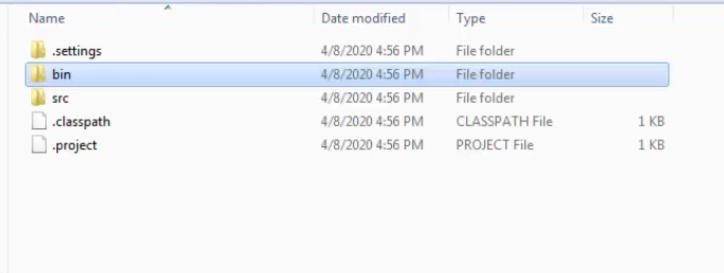 Name Date modified Type Size
.settings 4/8/2020 4:56 PM File folder
bin 4/8/2020 4:56 PM File folder
src 4/8/2020 4:56 PM File folder
.classpath 4/8/2020 4:56 PM CLASSPATH File 1 KB
.project 4/8/2020 4:56 PM PROJECT File 1 KB